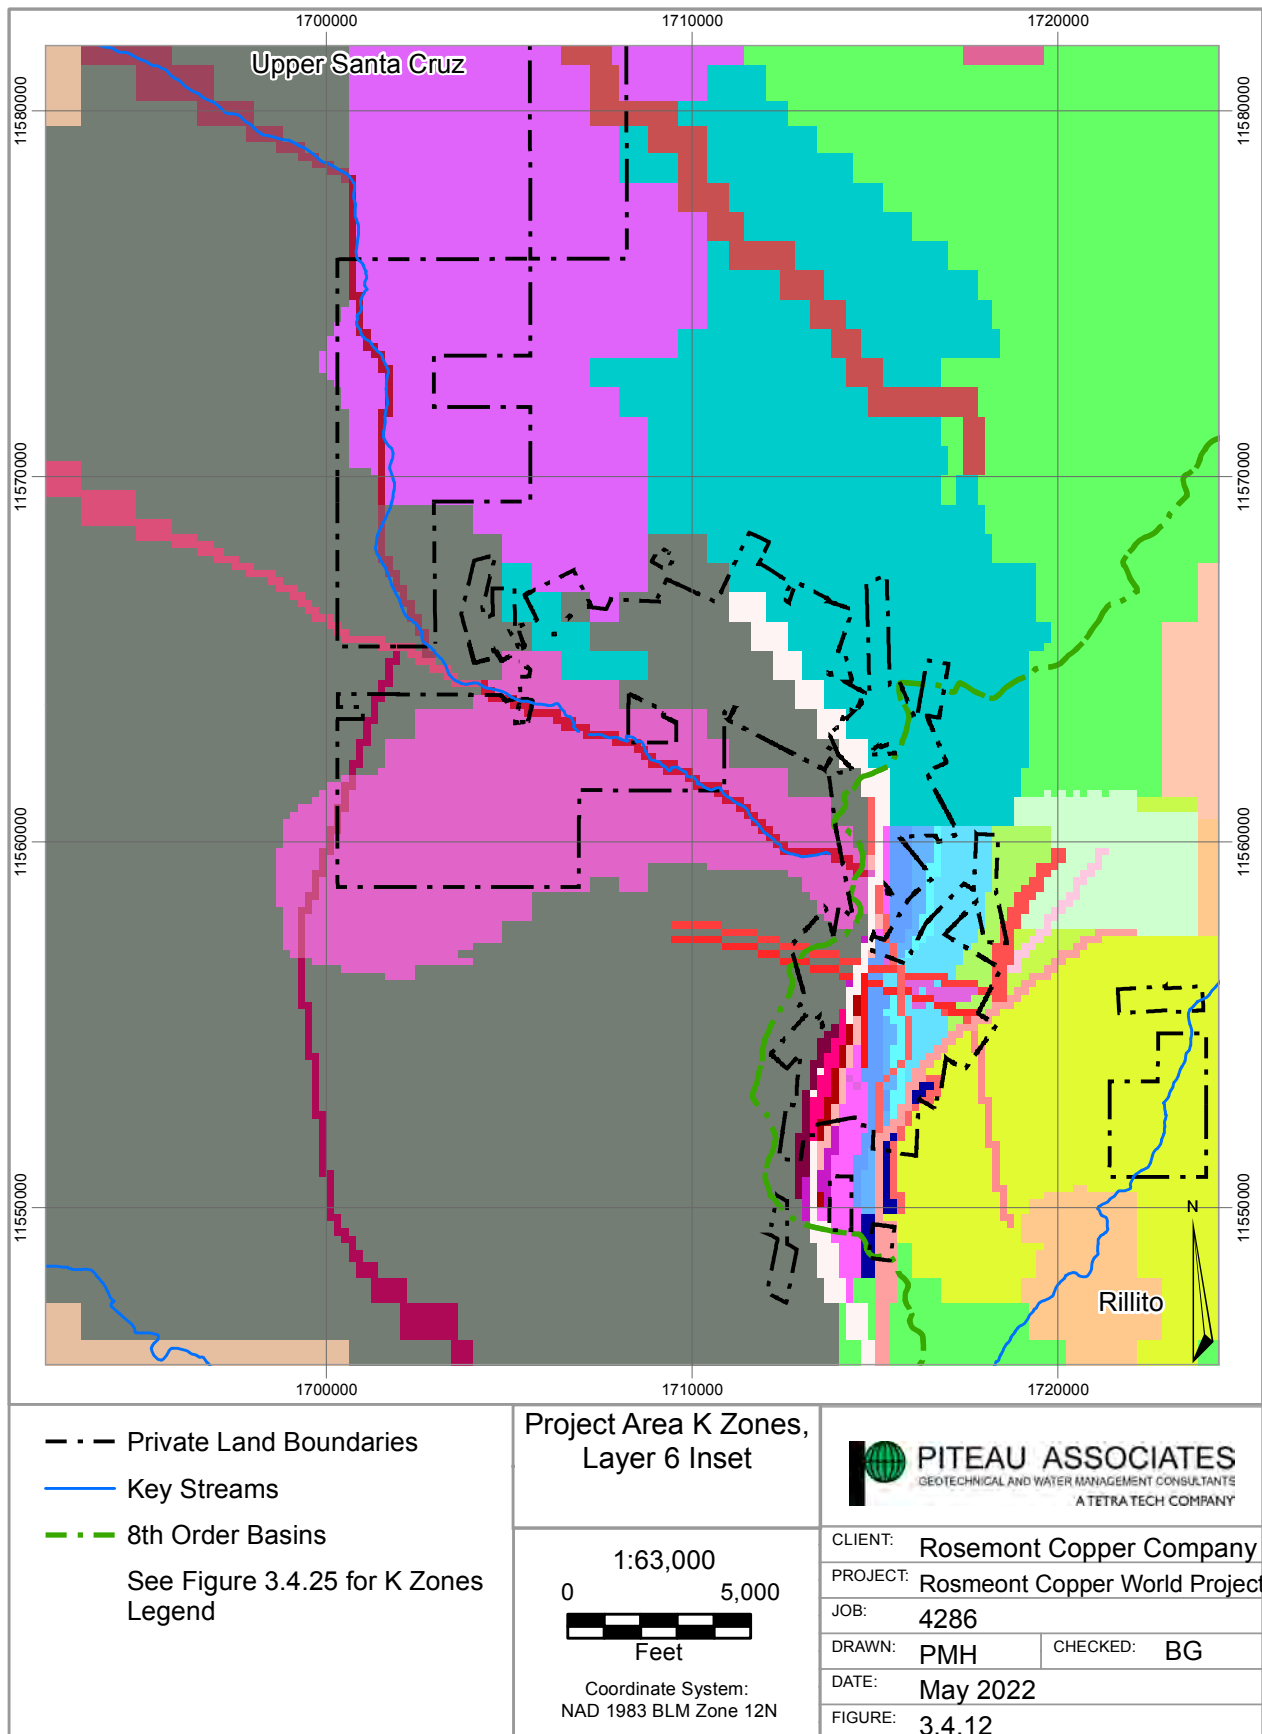 1700000
1710000
1720000
Upper Santa Cruz
11580000
11580000
11570000
11570000
11560000
11560000
11550000
11550000
N
Rillito
1700000
1710000
1720000
Private Land Boundaries
Key Streams
8th Order Basins
See Figure 3.4.25 for K Zones
Legend
Project Area K Zones,
Layer 6 Inset
1:63,000
0 5,000
Feet
Coordinate System:
NAD 1983 BLM Zone 12N
PITEAU ASSOCIATES
GEOTECHNICAL AND WATER MANAGEMENT CONSULTANTS
A TETRA TECH COMPANY
CLIENT: Rosemont Copper Company
PROJECT: Rosmeont Copper World Project
JOB: 4286
DRAWN: PMH CHECKED: BG
DATE: May 2022
FIGURE: 3.4.12